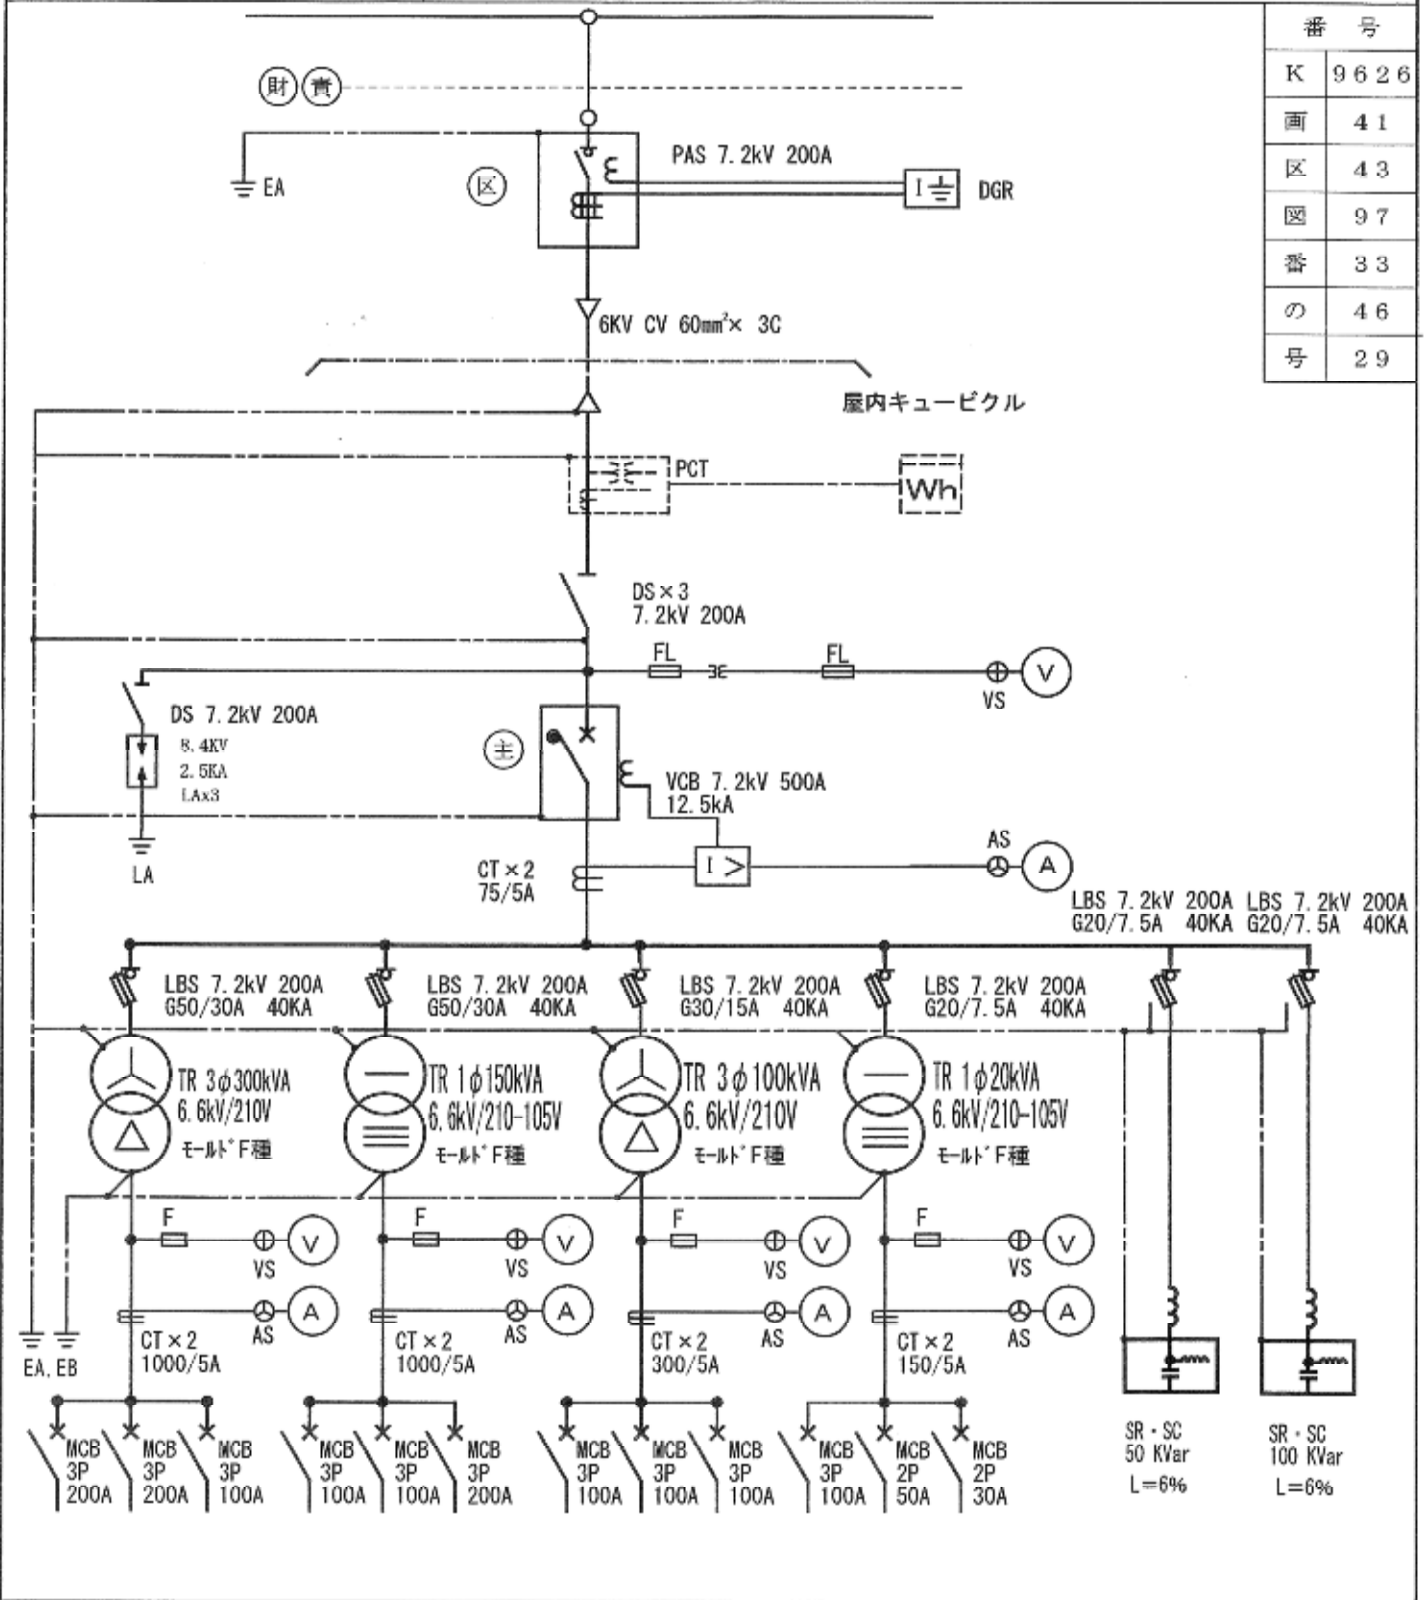 番 号
K 9626
画 41
区 43
図 97
番 33
の 46
号 29
財 責
PAS 7.2kV 200A
EA
区
I
DGR
6KV CV 60mm²× 3C
屋内キュービクル
PCT
Wh
DS×3
7.2kV 200A
FL FL
V
VS
DS 7.2kV 200A
8.4KV
2.5KA
LAx3
主
VCB 7.2kV 500A
12.5kA
LA
CT×2
75/5A
I >
AS
A
LBS 7.2kV 200A LBS 7.2kV 200A
G20/7.5A 40KA G20/7.5A 40KA
LBS 7.2kV 200A
G50/30A 40KA
LBS 7.2kV 200A
G50/30A 40KA
LBS 7.2kV 200A
G30/15A 40KA
LBS 7.2kV 200A
G20/7.5A 40KA
TR 3φ300kVA
6.6kV/210V
モールドF種
TR 1φ150kVA
6.6kV/210-105V
モールドF種
TR 3φ100kVA
6.6kV/210V
モールドF種
TR 1φ20kVA
6.6kV/210-105V
モールドF種
F V F V F V F V
VS VS VS VS
A A A A
AS AS AS AS
CT×2
1000/5A
CT×2
1000/5A
CT×2
300/5A
CT×2
150/5A
EA,EB
MCB
3P
200A
MCB
3P
200A
MCB
3P
100A
MCB
3P
100A
MCB
3P
100A
MCB
3P
200A
MCB
3P
100A
MCB
3P
100A
MCB
3P
100A
MCB
3P
100A
MCB
2P
50A
MCB
2P
30A
SR・SC
50 KVar
L=6%
SR・SC
100 KVar
L=6%